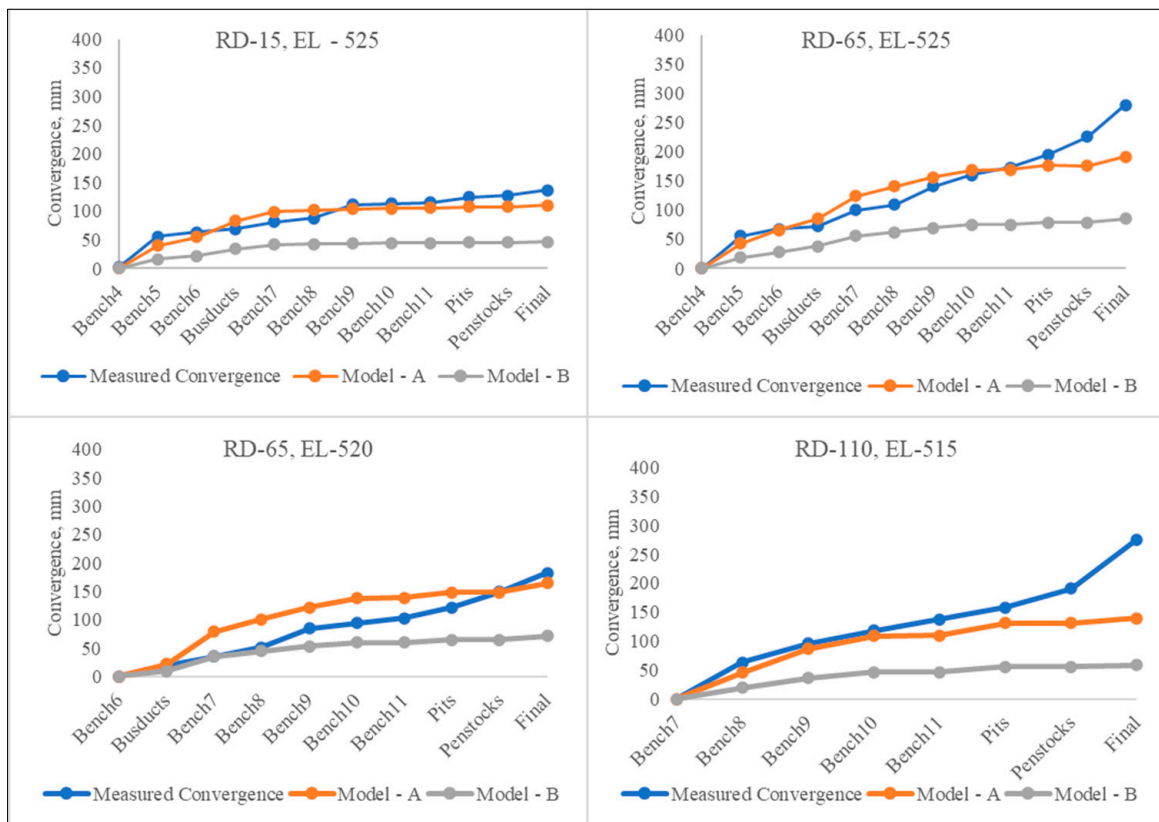 RD-15, EL - 525
Convergence, mm
400
350
300
250
200
150
100
50
0
Bench4
Bench5
Bench6
Busducts
Bench7
Bench8
Bench9
Bench10
Bench11
Pits
Penstocks
Final
Measured Convergence
Model - A
Model - B
RD-65, EL-525
Convergence, mm
400
350
300
250
200
150
100
50
0
Bench4
Bench5
Bench6
Busducts
Bench7
Bench8
Bench9
Bench10
Bench11
Pits
Penstocks
Final
Measured Convergence
Model - A
Model - B
RD-65, EL-520
Convergence, mm
400
350
300
250
200
150
100
50
0
Bench6
Busducts
Bench7
Bench8
Bench9
Bench10
Bench11
Pits
Penstocks
Final
Measured Convergence
Model - A
Model - B
RD-110, EL-515
Convergence, mm
400
350
300
250
200
150
100
50
0
Bench7
Bench8
Bench9
Bench10
Bench11
Pits
Penstocks
Final
Measured Convergence
Model - A
Model - B